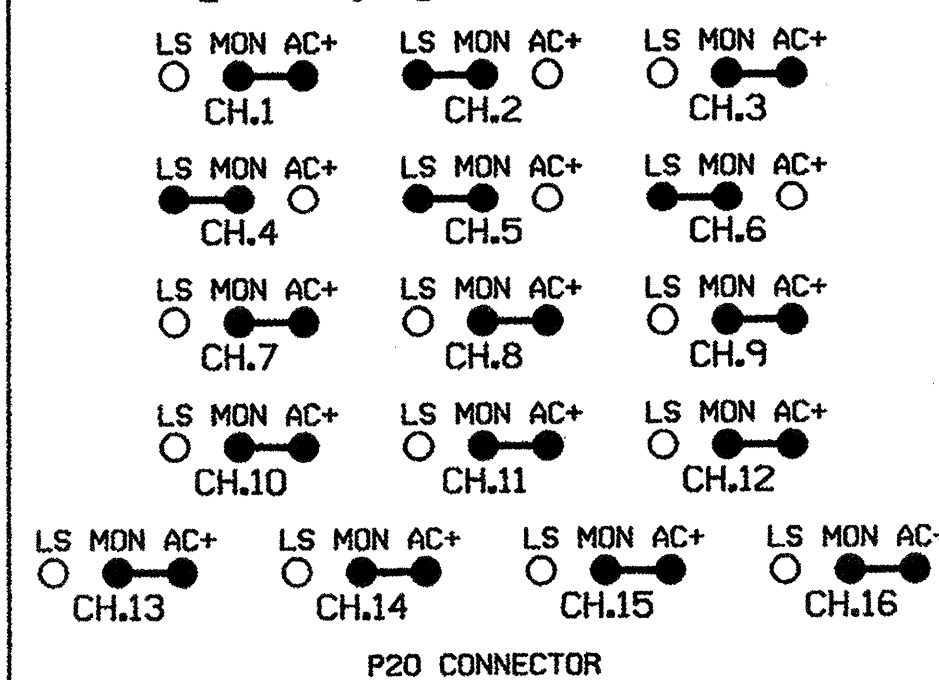 LS MON AC+ LS MON AC+ LS MON AC+
CH.1 CH.2 CH.3
LS MON AC+ LS MON AC+ LS MON AC+
CH.4 CH.5 CH.6
LS MON AC+ LS MON AC+ LS MON AC+
CH.7 CH.8 CH.9
LS MON AC+ LS MON AC+ LS MON AC+
CH.10 CH.11 CH.12
LS MON AC+ LS MON AC+ LS MON AC+ LS MON AC
CH.13 CH.14 CH.15 CH.16
P20 CONNECTOR